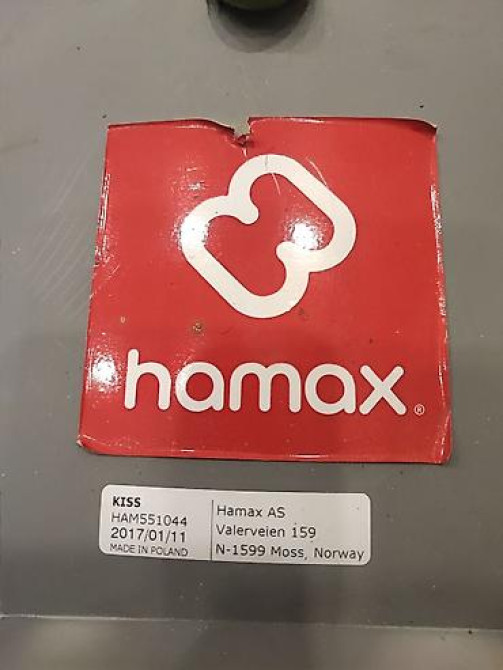 hamax®
KISS
HAM551044
2017/01/11
MADE IN POLAND
Hamax AS
Valerveien 159
N-1599 Moss, Norway